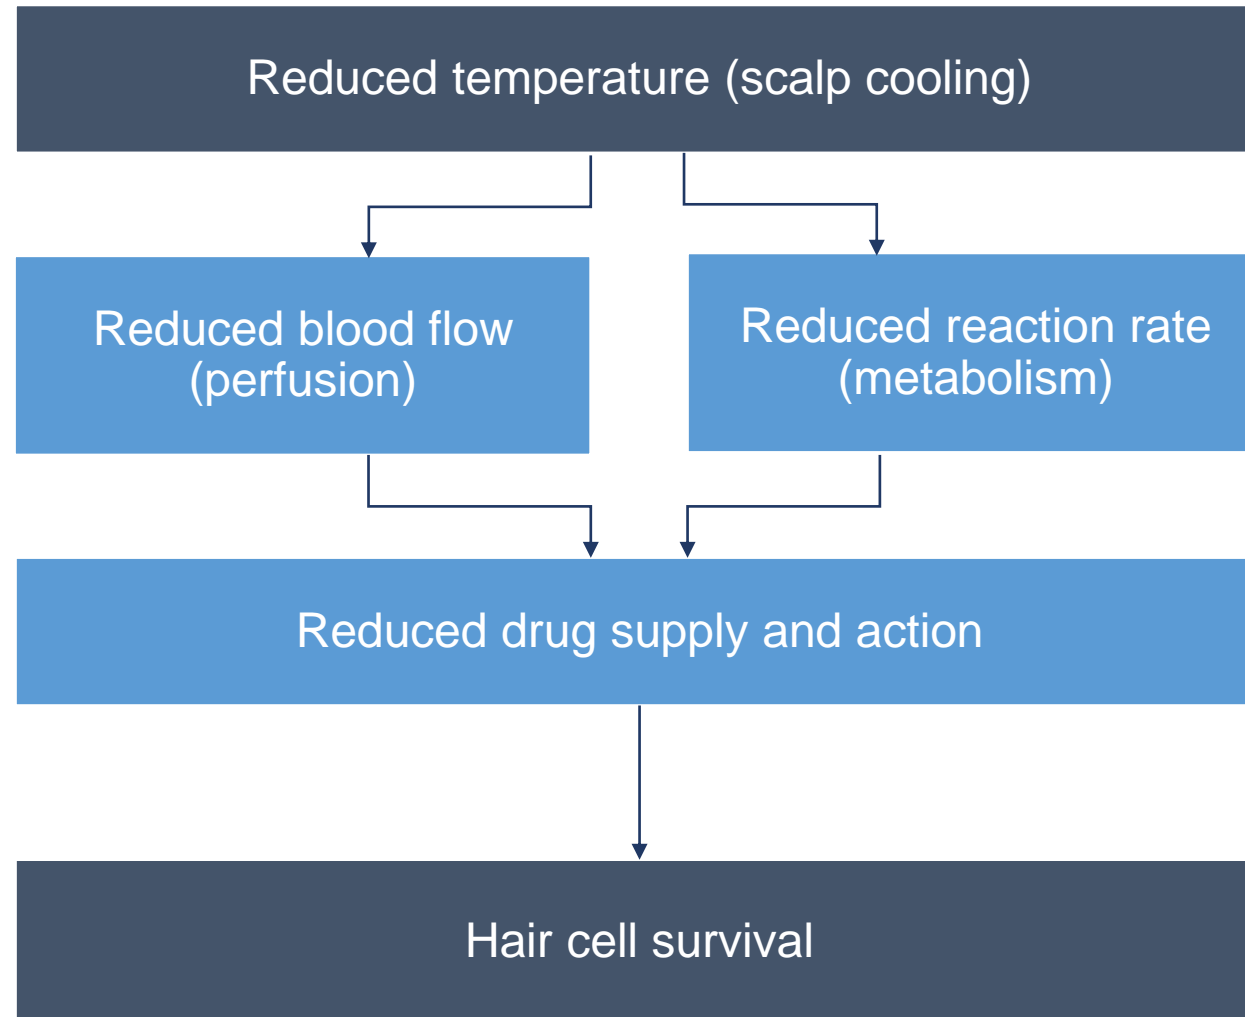 Reduced temperature (scalp cooling)
Reduced blood flow
(perfusion)
Reduced reaction rate
(metabolism)
Reduced drug supply and action
Hair cell survival